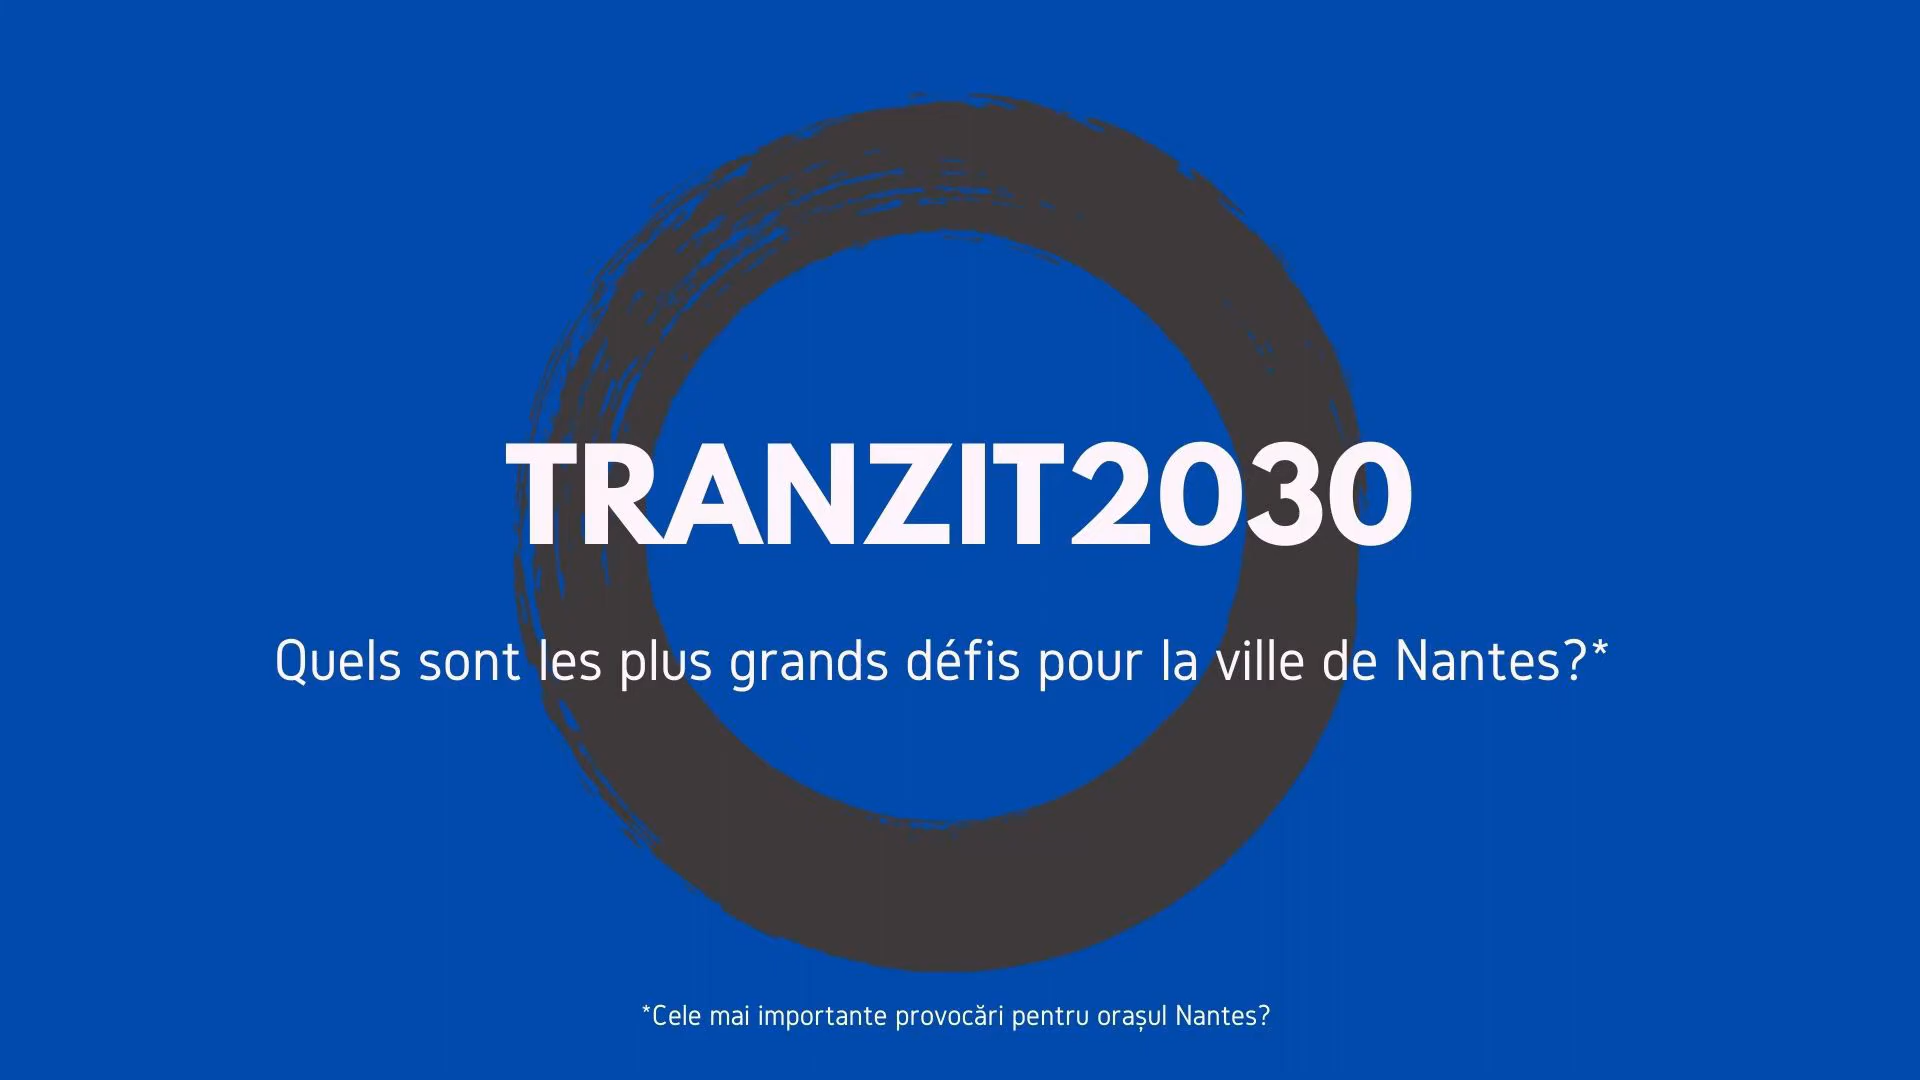 TRANZIT2030
Quels sont les plus grands défis pour la ville de Nantes?*
*Cele mai importante provocări pentru orașul Nantes?